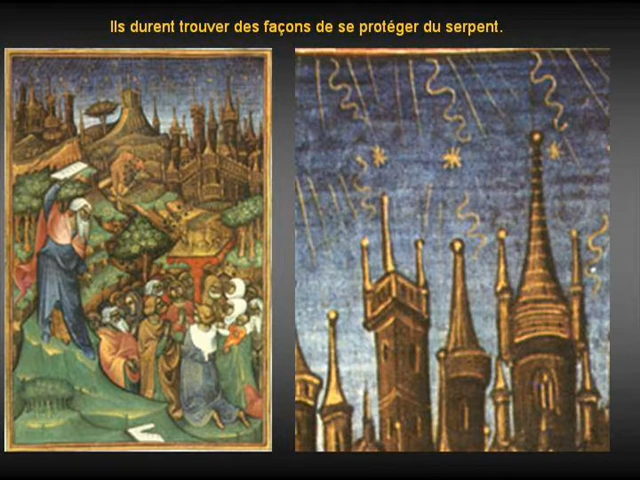 Ils durent trouver des façons de se protéger du serpent.